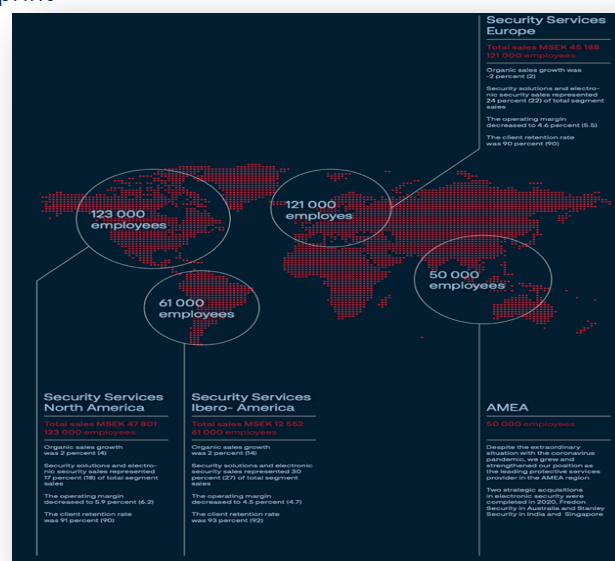 Security Services
Europe
Total sales MSEK 45 188
121 000 employees
Organic sales growth was
-2 percent (2)
Security solutions and electro-
nic security sales represented
24 percent (22) of total segment
sales
The operating margin
decreased to 4.6 percent (5.5)
The client retention rate
was 90 percent (90)
123 000
employees
121 000
employes
50 000
employees
61 000
employees
Security Services
North America
Total sales MSEK 47 801
123 000 employees
Organic sales growth
was 2 percent (4)
Security solutions and electro-
nic security sales represented
17 percent (18) of total segment
sales
The operating margin
decreased to 5.9 percent (6.2)
The client retention rate
was 91 percent (90)
Security Services
Ibero- America
Total sales MSEK 12 552
61 000 employees
Organic sales growth
was 2 percent (14)
Security solutions and electronic
security sales represented 30
percent (27) of total segment
sales
The operating margin
decreased to 4.5 percent (4.7)
The client retention rate
was 93 percent (92)
AMEA
50 000 employees
Despite the extraordinary
situation with the coronavirus
pandemic, we grew and
strengthened our position as
the leading protective services
provider in the AMEA region
Two strategic acquisitions
in electronic security were
completed in 2020, Fredon
Security in Australia and Stanley
Security in India and Singapore